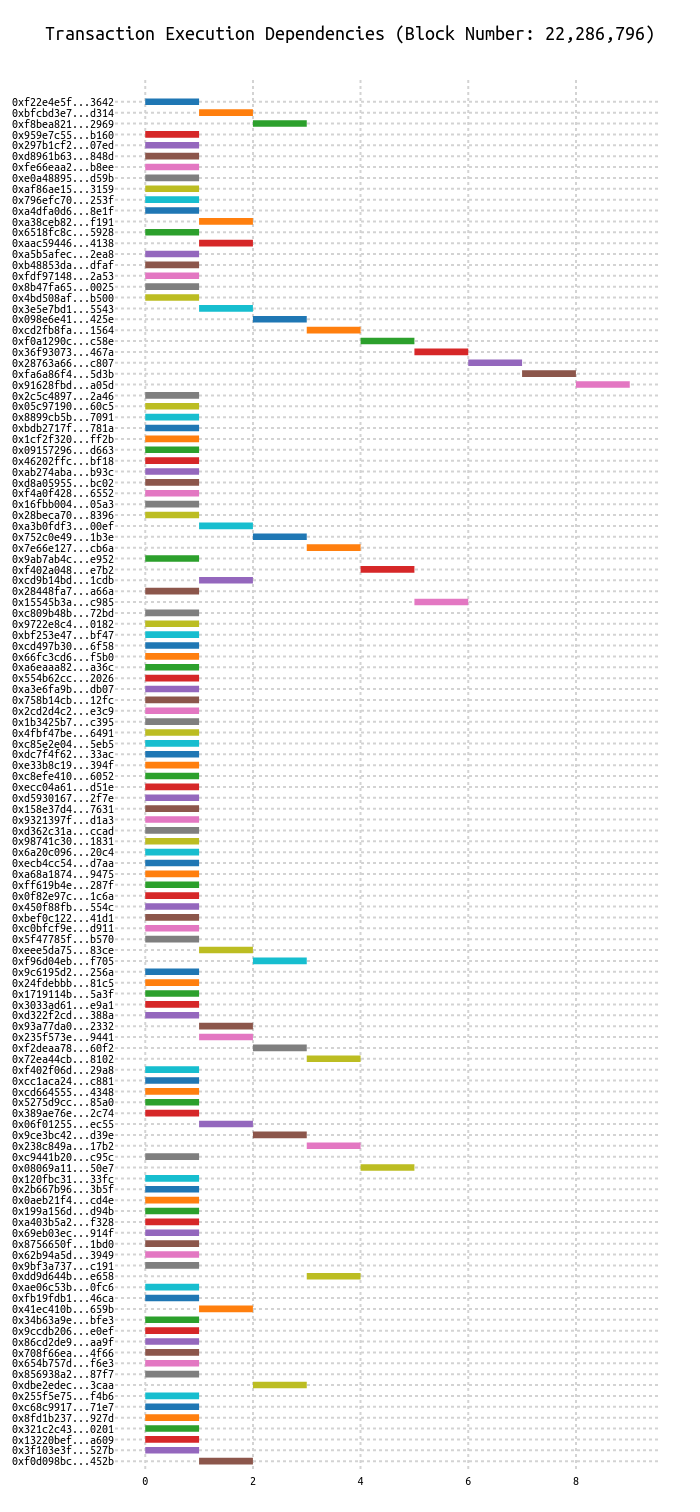 Transaction Execution Dependencies (Block Number: 22,286,796)
0xf22e4e5f...3642
0xbfcbd3e7...d314
0xf8bea821...2969
0x959e7c55...b160
0x297b1cf2...07ed
0xd8961b63...848d
0xfe66eaa2...b8ee
0xe0a48895...d59b
0xaf86ae15...3159
0x796efc70...253f
0xa4dfa0d6...8e1f
0xa38ceb82...f191
0x6518fc8c...5928
0xaac59446...4138
0xa5b5afec...2ea8
0xb48853da...dfaf
0xfdf97148...2a53
0x8b47fa65...0025
0x4bd508af...b500
0x3e5e7bd1...5543
0x098e6e41...425e
0xcd2fb8fa...1564
0xf0a1290c...c58e
0x36f93073...467a
0x28763a66...c807
0xfa6a86f4...5d3b
0x91628fbd...a05d
0x2c5c4897...2a46
0x05c97190...60c5
0x8899cb5b...7091
0xbdb2717f...781a
0x1cf2f320...ff2b
0x09157296...d663
0x46202ffc...bf18
0xab274aba...b93c
0xd8a05955...bc02
0xf4a0f428...6552
0x16fbb004...05a3
0x28beca70...8396
0xa3b0fdf3...00ef
0x752c0e49...1b3e
0x7e66e127...cb6a
0x9ab7ab4c...e952
0xf402a048...e7b2
0xcd9b14bd...1cdb
0x28448fa7...a66a
0x15545b3a...c985
0xc809b48b...72bd
0x9722e8c4...0182
0xbf253e47...bf47
0xcd497b30...6f58
0x66fc3cd6...f5b0
0xa6eaaa82...a36c
0x554b62cc...2026
0xa3e6fa9b...db07
0x758b14cb...12fc
0x2cd2d4c2...e3c9
0x1b3425b7...c395
0x4fbf47be...6491
0xc85e2e04...5eb5
0xdc7f4f62...33ac
0xe33b8c19...394f
0xc8efe410...6052
0xecc04a61...d51e
0xd5930167...2f7e
0x158e37d4...7631
0x9321397f...d1a3
0xd362c31a...ccad
0x98741c30...1831
0x6a20c096...20c4
0xecb4cc54...d7aa
0xa68a1874...9475
0xff619b4e...287f
0x0f82e97c...1c6a
0x450f88fb...554c
0xbef0c122...41d1
0xc0bfcf9e...d911
0x5f47785f...b570
0xeee5da75...83ce
0xf96d04eb...f705
0x9c6195d2...256a
0x24fdebbb...81c5
0x1719114b...5a3f
0x3033ad61...e9a1
0xd322f2cd...388a
0x93a77da0...2332
0x235f573e...9441
0xf2deaa78...60f2
0x72ea44cb...8102
0xf402f06d...29a8
0xcc1aca24...c881
0xcd664555...4348
0x5275d9cc...85a0
0x389ae76e...2c74
0x06f01255...ec55
0x9ce3bc42...d39e
0x238c849a...17b2
0xc9441b20...c95c
0x08069a11...50e7
0x120fbc31...33fc
0x2b667b96...3b5f
0x0aeb21f4...cd4e
0x199a156d...d94b
0xa403b5a2...f328
0x69eb03ec...914f
0x8756650f...1bd0
0x62b94a5d...3949
0x9bf3a737...c191
0xdd9d644b...e658
0xae06c53b...0fc6
0xfb19fdb1...46ca
0x41ec410b...659b
0x34b63a9e...bfe3
0x9ccdb206...e0ef
0x86cd2de9...aa9f
0x708f66ea...4f66
0x654b757d...f6e3
0x856938a2...87f7
0xdbe2edec...3caa
0x255f5e75...f4b6
0xc68c9917...71e7
0x8fd1b237...927d
0x321c2c43...0201
0x13220bef...a609
0x3f103e3f...527b
0xf0d098bc...452b
0 2 4 6 8